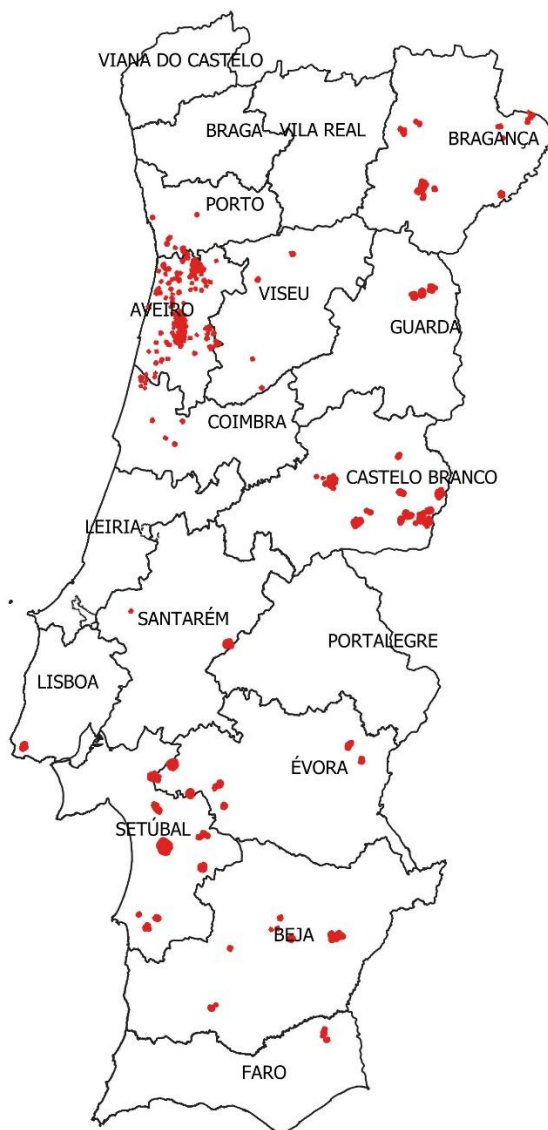 VIANA DO CASTELO
BRAGA
VILA REAL
BRAGANÇA
PORTO
AVEIRO
VISEU
GUARDA
COIMBRA
CASTELO BRANCO
LEIRIA
SANTARÉM
PORTALEGRE
LISBOA
ÉVORA
SETÚBAL
BEJA
FARO